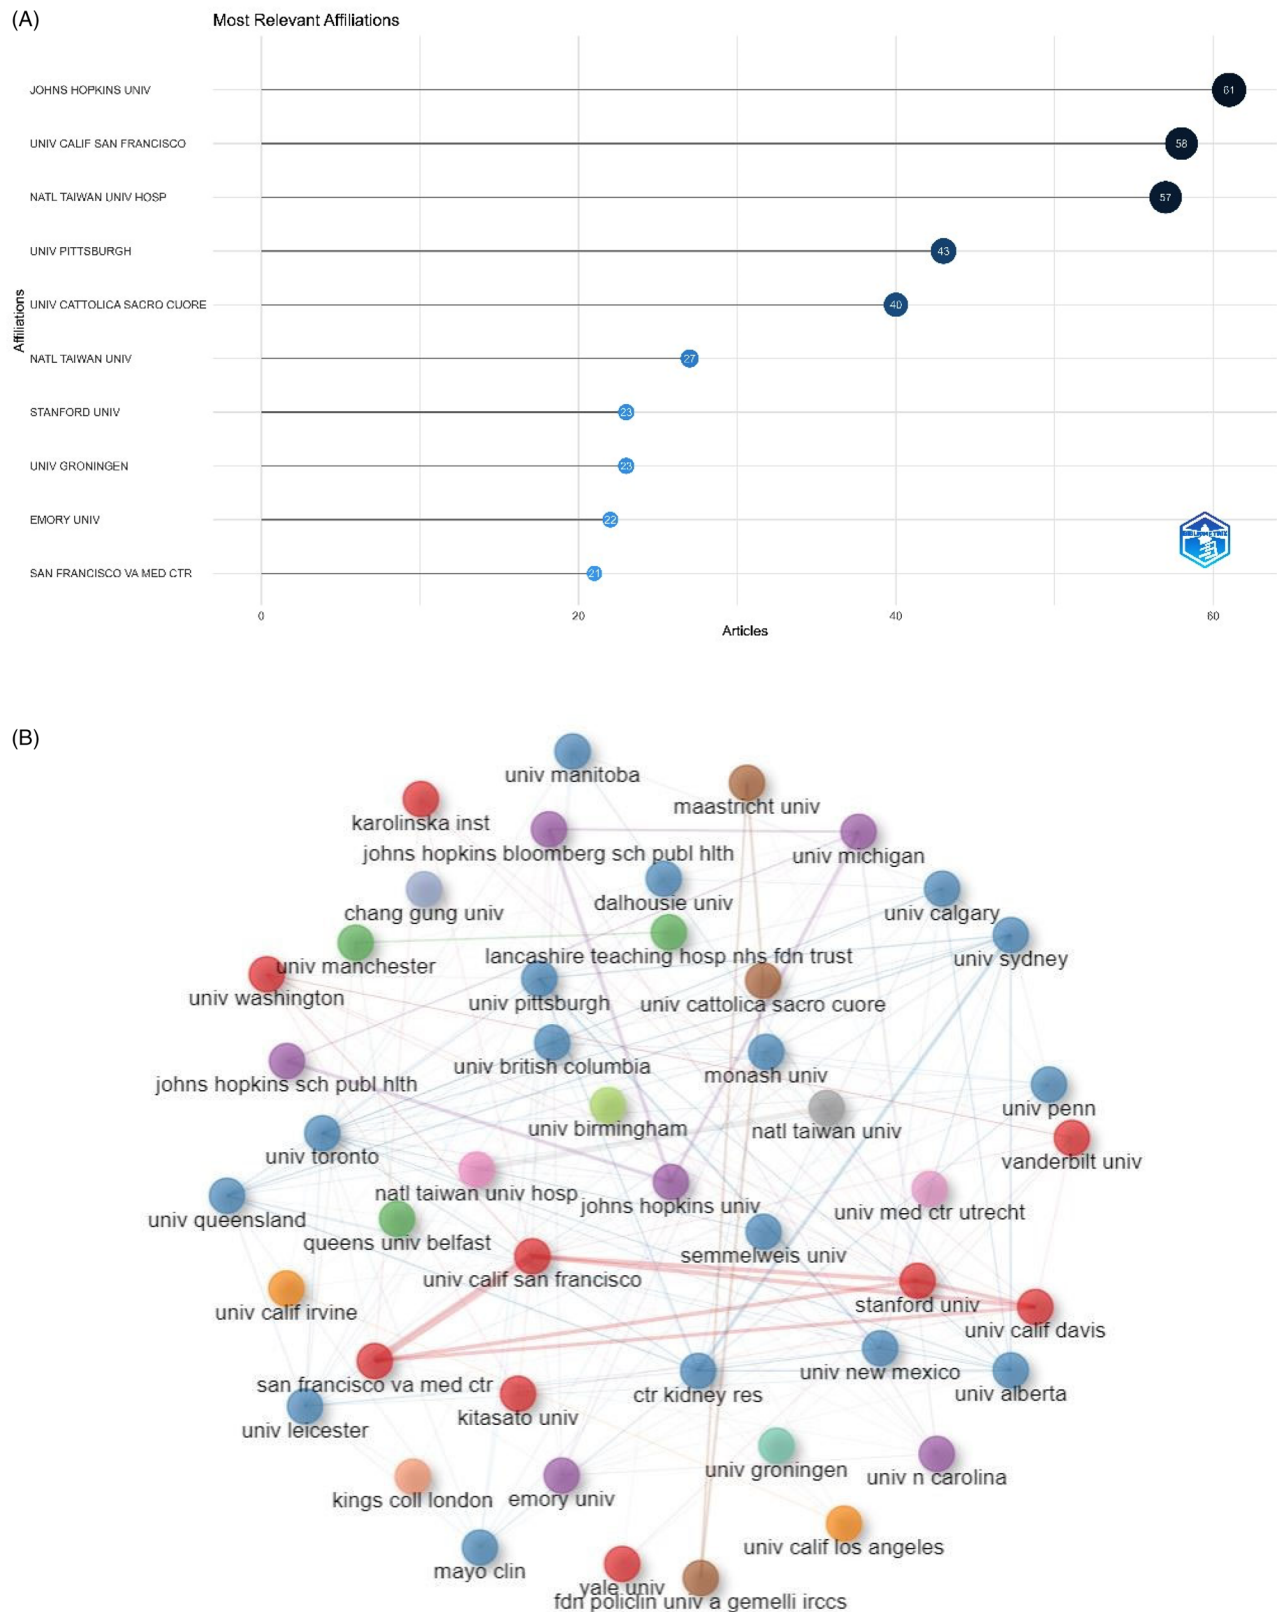 (A)
Most Relevant Affiliations
JOHNS HOPKINS UNIV
61
UNIV CALIF SAN FRANCISCO
58
NATL TAIWAN UNIV HOSP
57
UNIV PITTSBURGH
43
UNIV CATTOLICA SACRO CUORE
40
Affiliations
NATL TAIWAN UNIV
27
STANFORD UNIV
23
UNIV GRONINGEN
23
EMORY UNIV
22
BIBLIOMETRIX
SAN FRANCISCO VA MED CTR
21
0 20 40 60
Articles
(B)
univ manitoba
maastricht univ
karolinska inst
johns hopkins bloomberg sch publ hlth
univ michigan
dalhousie univ
chang gung univ
univ calgary
lancashire teaching hosp nhs fdn trust
univ sydney
univ manchester
univ washington
univ pittsburgh
univ cattolica sacro cuore
univ british columbia
monash univ
johns hopkins sch publ hlth
univ penn
univ birmingham
natl taiwan univ
univ toronto
vanderbilt univ
natl taiwan univ hosp
johns hopkins univ
univ med ctr utrecht
univ queensland
queens univ belfast
semmelweis univ
univ calif san francisco
univ calif irvine
stanford univ
univ calif davis
san francisco va med ctr
ctr kidney res
univ new mexico
univ alberta
kitasato univ
univ leicester
univ groningen
univ n carolina
kings coll london
emory univ
univ calif los angeles
mayo clin
yale univ
fdn policlin univ a gemelli irccs